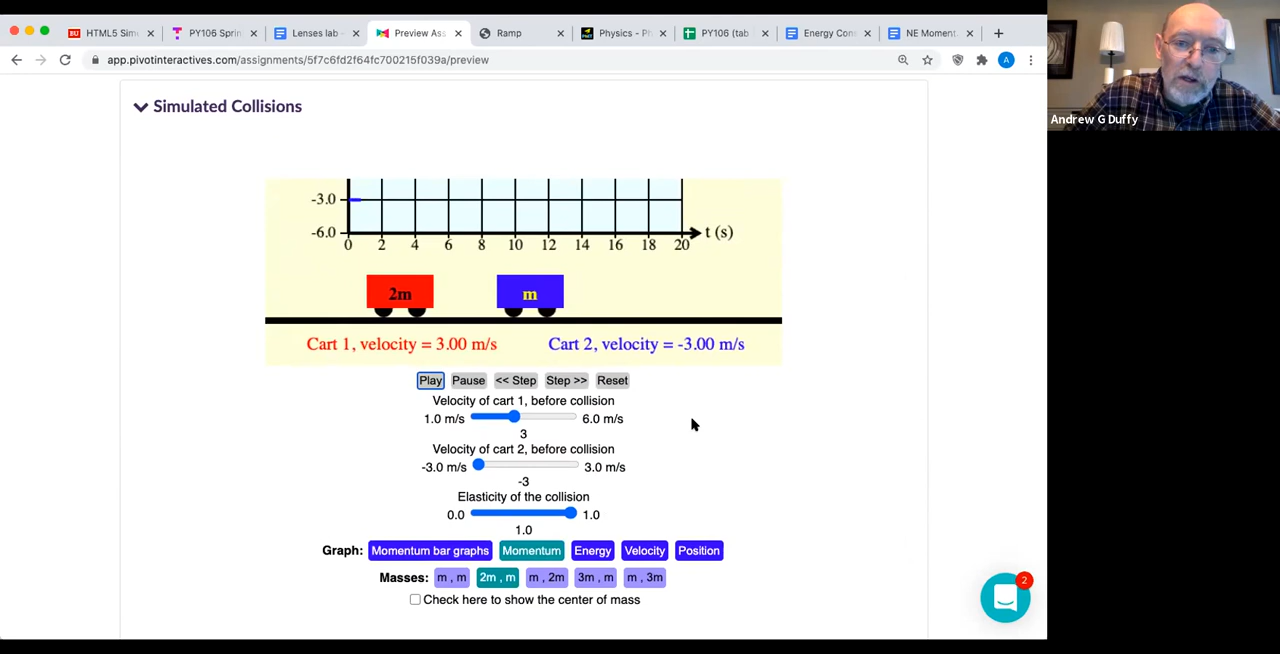 HTML5 Sim
PY106 Sprin
Lenses lab -
Preview Ass
Ramp
Physics - Ph
PY106 (tab
Energy Con
NE Moment
app.pivotinteractives.com/assignments/5f7c6fd2f64fc700215f039a/preview
A
Andrew G Duffy
Simulated Collisions
-3.0
-6.0
0 2 4 6 8 10 12 14 16 18 20
t (s)
2m
m
Cart 1, velocity = 3.00 m/s
Cart 2, velocity = -3.00 m/s
Play Pause << Step Step >> Reset
Velocity of cart 1, before collision
1.0 m/s 6.0 m/s
3
Velocity of cart 2, before collision
-3.0 m/s 3.0 m/s
-3
Elasticity of the collision
0.0 1.0
1.0
Graph: Momentum bar graphs Momentum Energy Velocity Position
Masses: m , m 2m , m m , 2m 3m , m m , 3m
Check here to show the center of mass
2